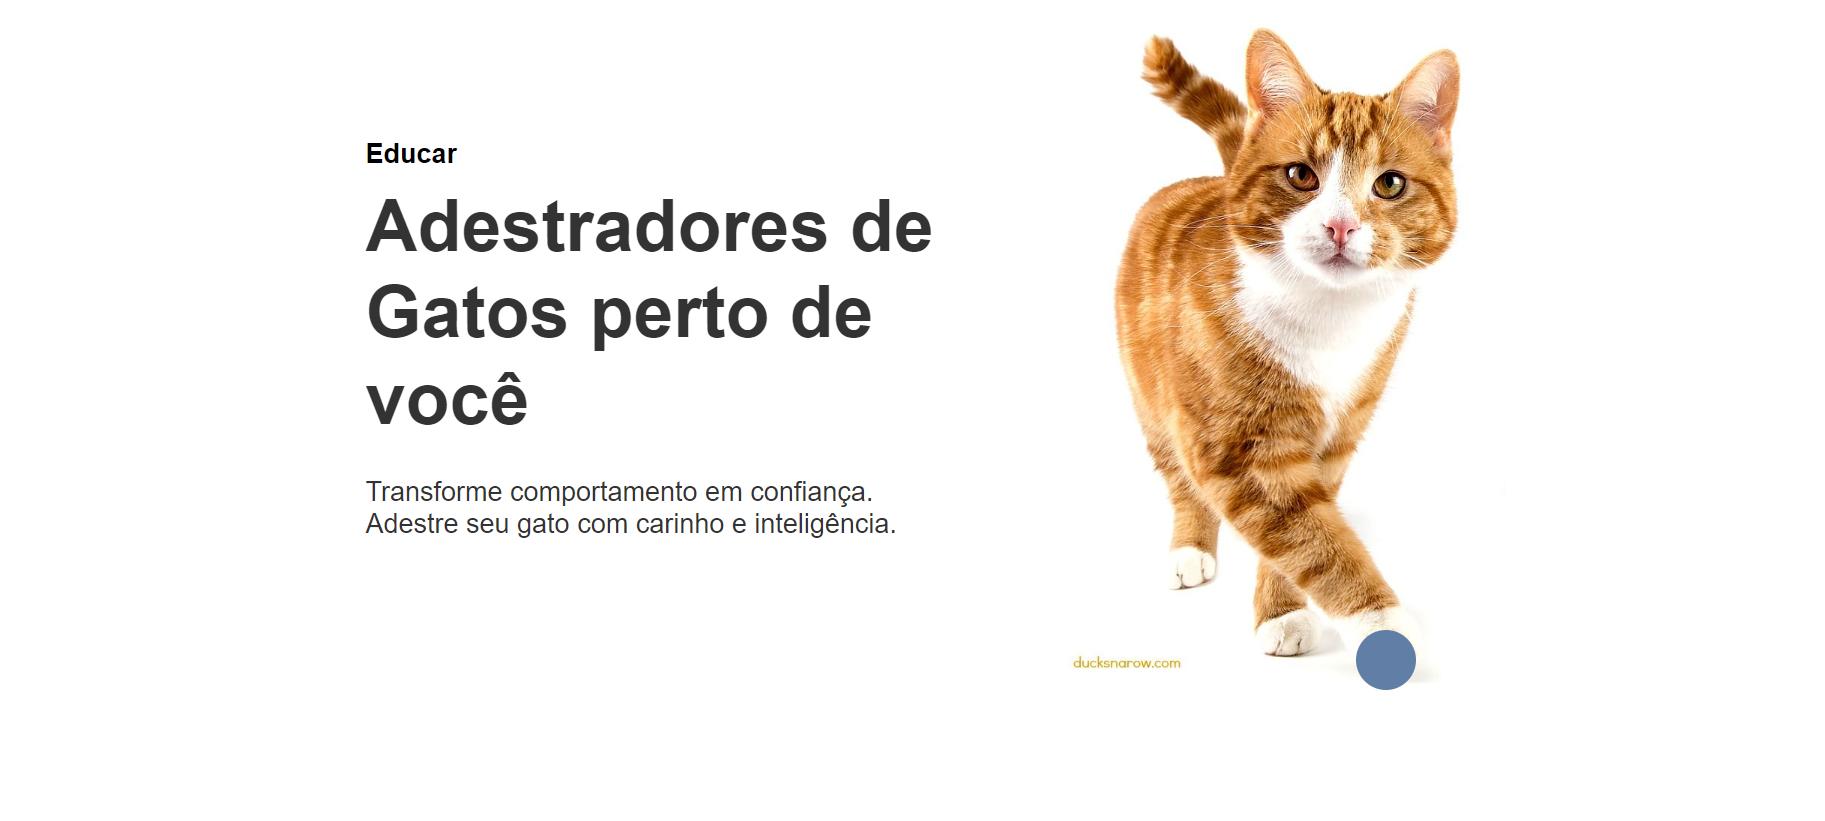 Educar
Adestradores de
Gatos perto de
você
Transforme comportamento em confiança.
Adestre seu gato com carinho e inteligência.
ducksnarow.com